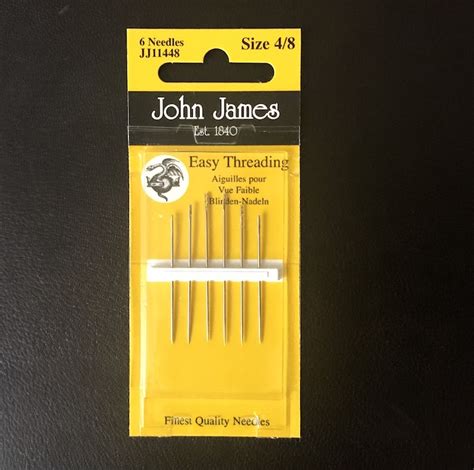 6 Needles
JJ11448
Size 4/8
John James
Est. 1840
Easy Threading
Aiguilles pour
Vue Faible
Blinden-Nadeln
Finest Quality Needles